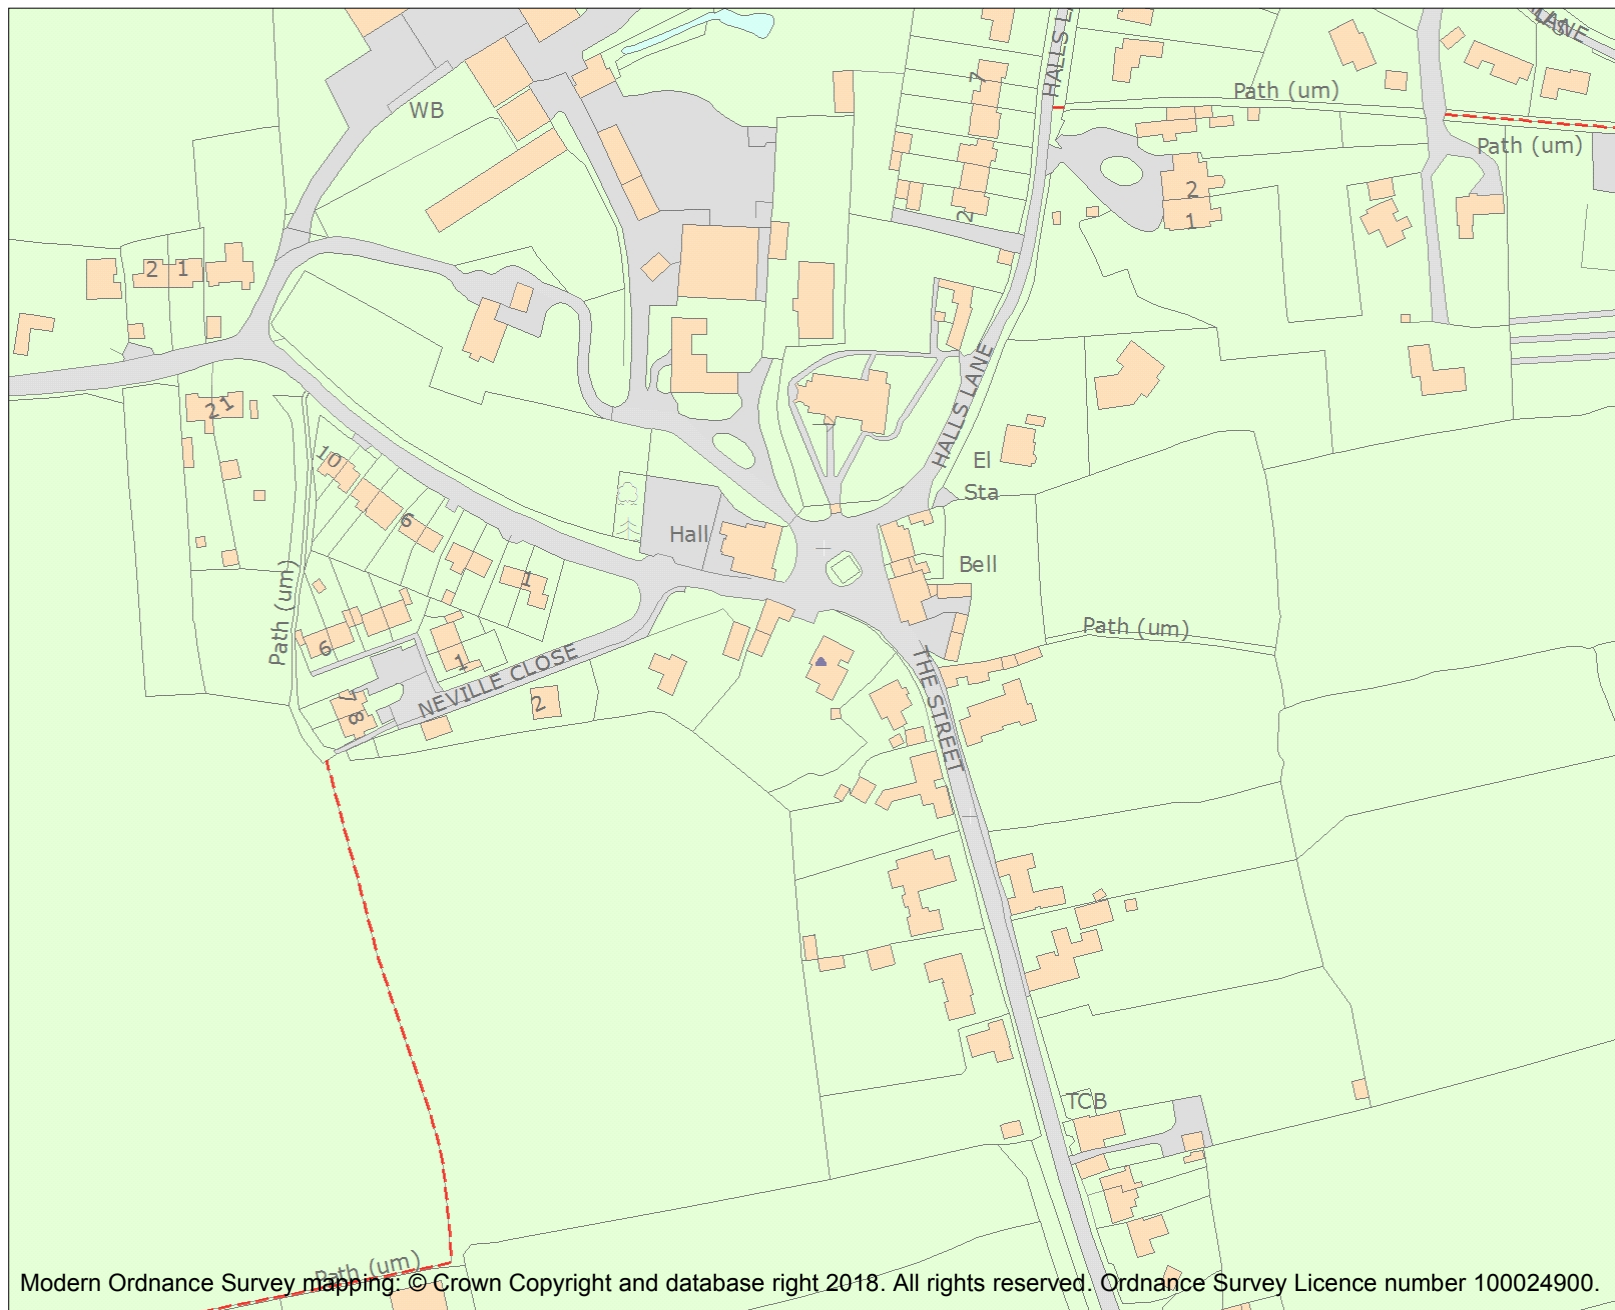 LANE
HALLS L
7
WB
Path (um)
Path (um)
2
1
2
2 1
HALLS LANE
21
10
El
Sta
6
Hall
Bell
1
Path (um)
Path (um)
6
1
NEVILLE CLOSE
THE STREET
2
7
8
TCB
Path (um)
Modern Ordnance Survey mapping: © Crown Copyright and database right 2018. All rights reserved. Ordnance Survey Licence number 100024900.